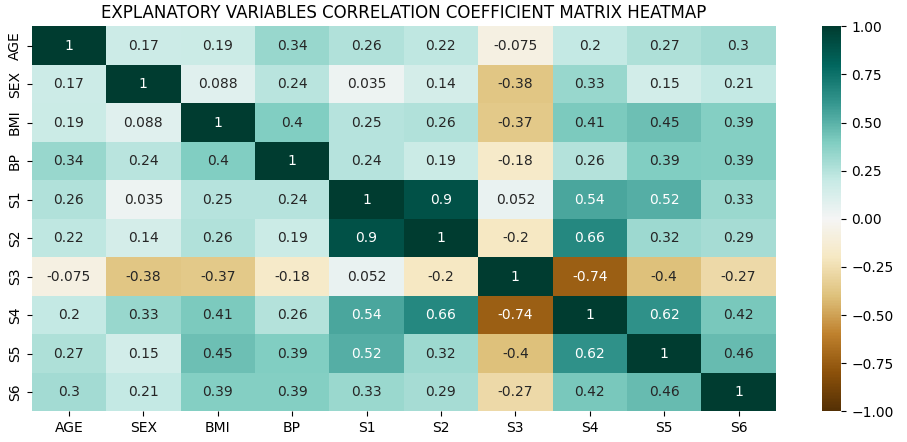 EXPLANATORY VARIABLES CORRELATION COEFFICIENT MATRIX HEATMAP
AGE 1 0.17 0.19 0.34 0.26 0.22 -0.075 0.2 0.27 0.3
SEX 0.17 1 0.088 0.24 0.035 0.14 -0.38 0.33 0.15 0.21
BMI 0.19 0.088 1 0.4 0.25 0.26 -0.37 0.41 0.45 0.39
BP 0.34 0.24 0.4 1 0.24 0.19 -0.18 0.26 0.39 0.39
S1 0.26 0.035 0.25 0.24 1 0.9 0.052 0.54 0.52 0.33
S2 0.22 0.14 0.26 0.19 0.9 1 -0.2 0.66 0.32 0.29
S3 -0.075 -0.38 -0.37 -0.18 0.052 -0.2 1 -0.74 -0.4 -0.27
S4 0.2 0.33 0.41 0.26 0.54 0.66 -0.74 1 0.62 0.42
S5 0.27 0.15 0.45 0.39 0.52 0.32 -0.4 0.62 1 0.46
S6 0.3 0.21 0.39 0.39 0.33 0.29 -0.27 0.42 0.46 1
AGE SEX BMI BP S1 S2 S3 S4 S5 S6
1.00
0.75
0.50
0.25
0.00
−0.25
−0.50
−0.75
−1.00